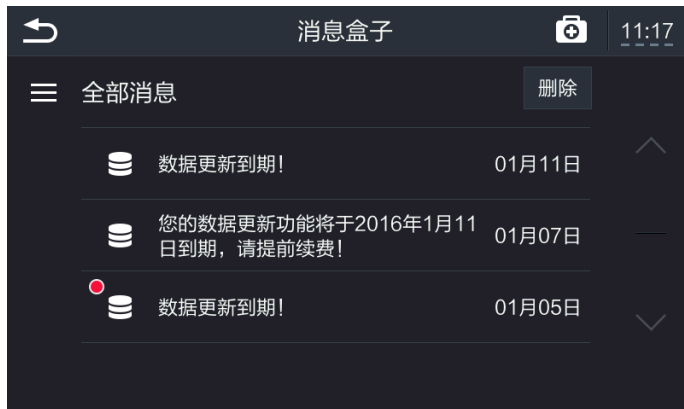 消息盒子
11:17
全部消息
删除
数据更新到期！
01月11日
您的数据更新功能将于2016年1月11
日到期，请提前续费！
01月07日
数据更新到期！
01月05日